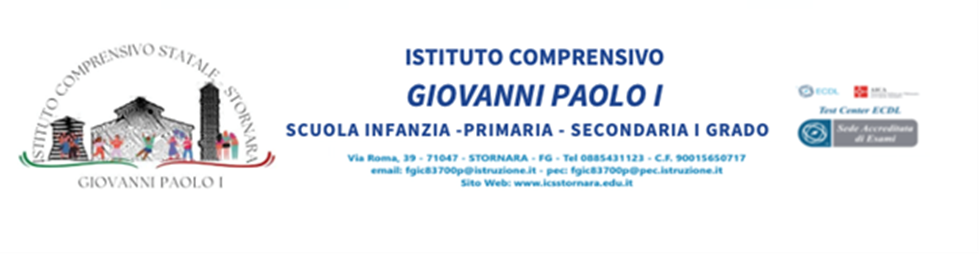 ISTITUTO COMPRENSIVO STATALE - STORNARA
GIOVANNI PAOLO I
ISTITUTO COMPRENSIVO
GIOVANNI PAOLO I
SCUOLA INFANZIA -PRIMARIA - SECONDARIA I GRADO
Via Roma, 39 - 71047 - STORNARA - FG - Tel 0885431123 - C.F. 90015650717
email: fgic83700p@istruzione.it - pec: fgic83700p@pec.istruzione.it
Sito Web: www.icsstornara.edu.it
ECDL AICA
Test Center ECDL
Sede Accreditata
di Esami